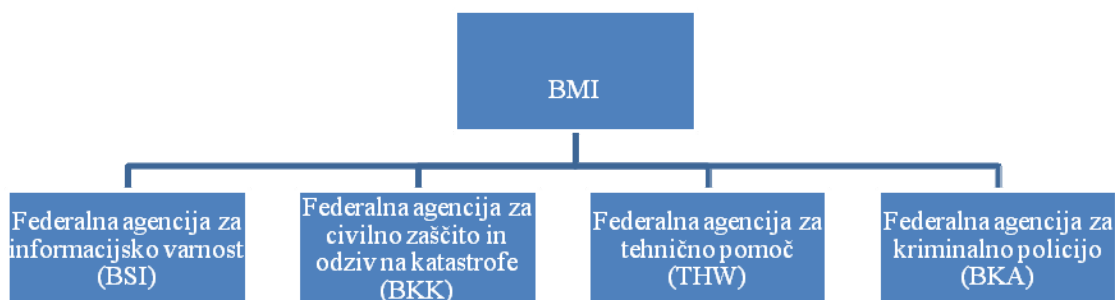 BMI
Federalna agencija za
informacijsko varnost
(BSI)
Federalna agencija za
civilno zaščito in
odziv na katastrofe
(BKK)
Federalna agencija za
tehnično pomoč
(THW)
Federalna agencija za
kriminalno policijo
(BKA)